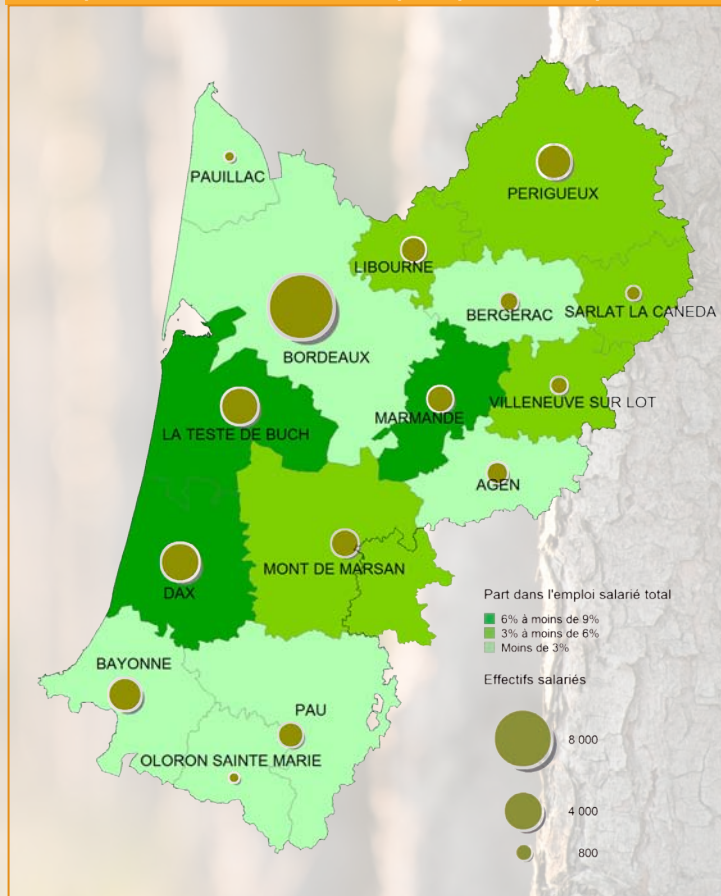 PAUILLAC
PERIGUEUX
LIBOURNE
BERGERAC
SARLAT LA CANEDA
BORDEAUX
MARMANDE
VILLENEUVE SUR LOT
LA TESTE DE BUCH
AGEN
MONT DE MARSAN
DAX
Part dans l'emploi salarié total
6% à moins de 9%
3% à moins de 6%
Moins de 3%
BAYONNE
Effectifs salariés
PAU
OLORON SAINTE MARIE
8 000
4 000
800